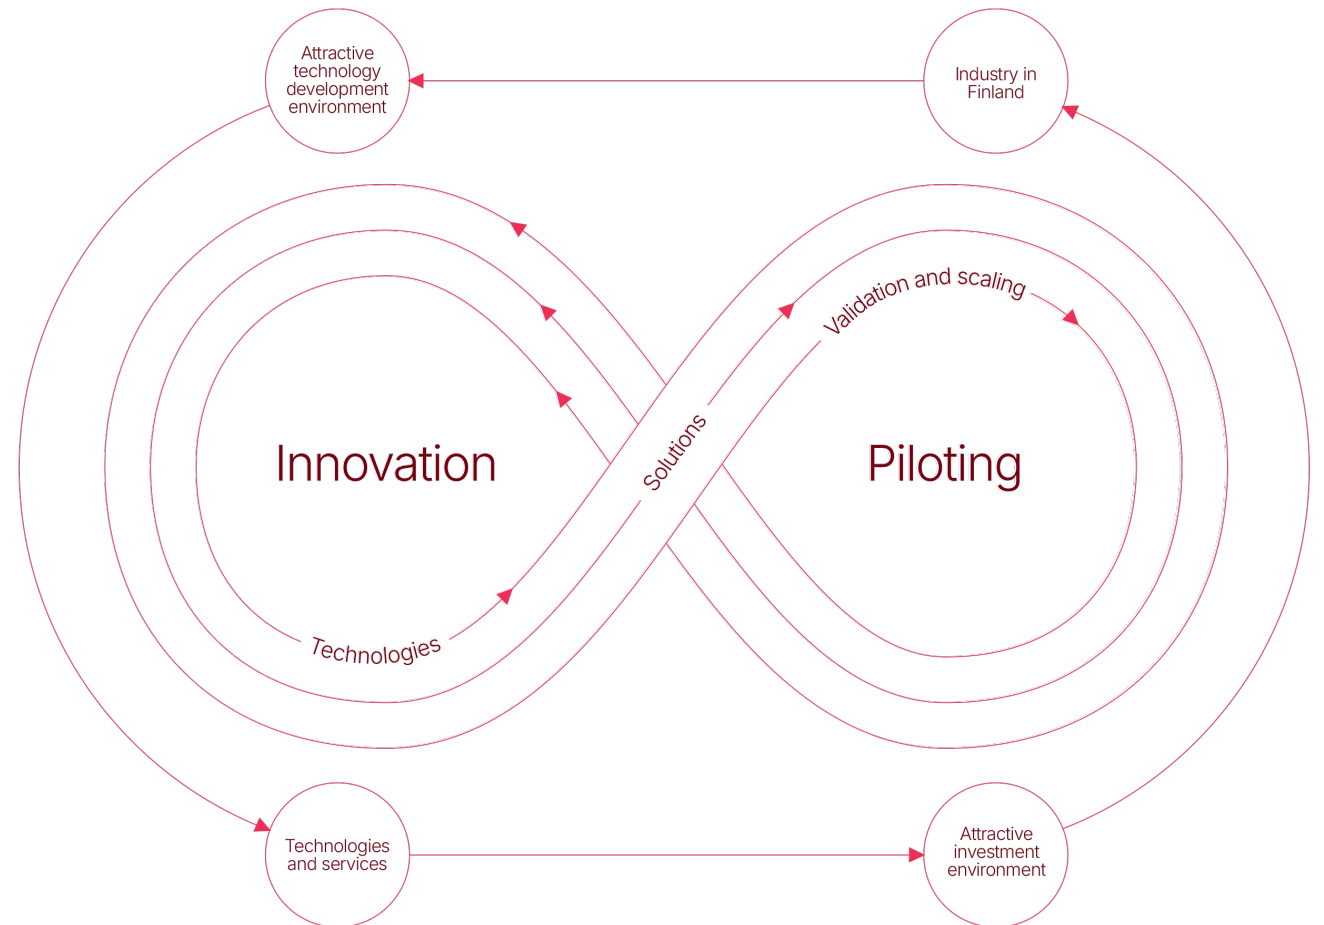 Attractive
technology
development
environment
Industry in
Finland
Validation and scaling
Solutions
Innovation
Piloting
Technologies
Technologies
and services
Attractive
investment
environment